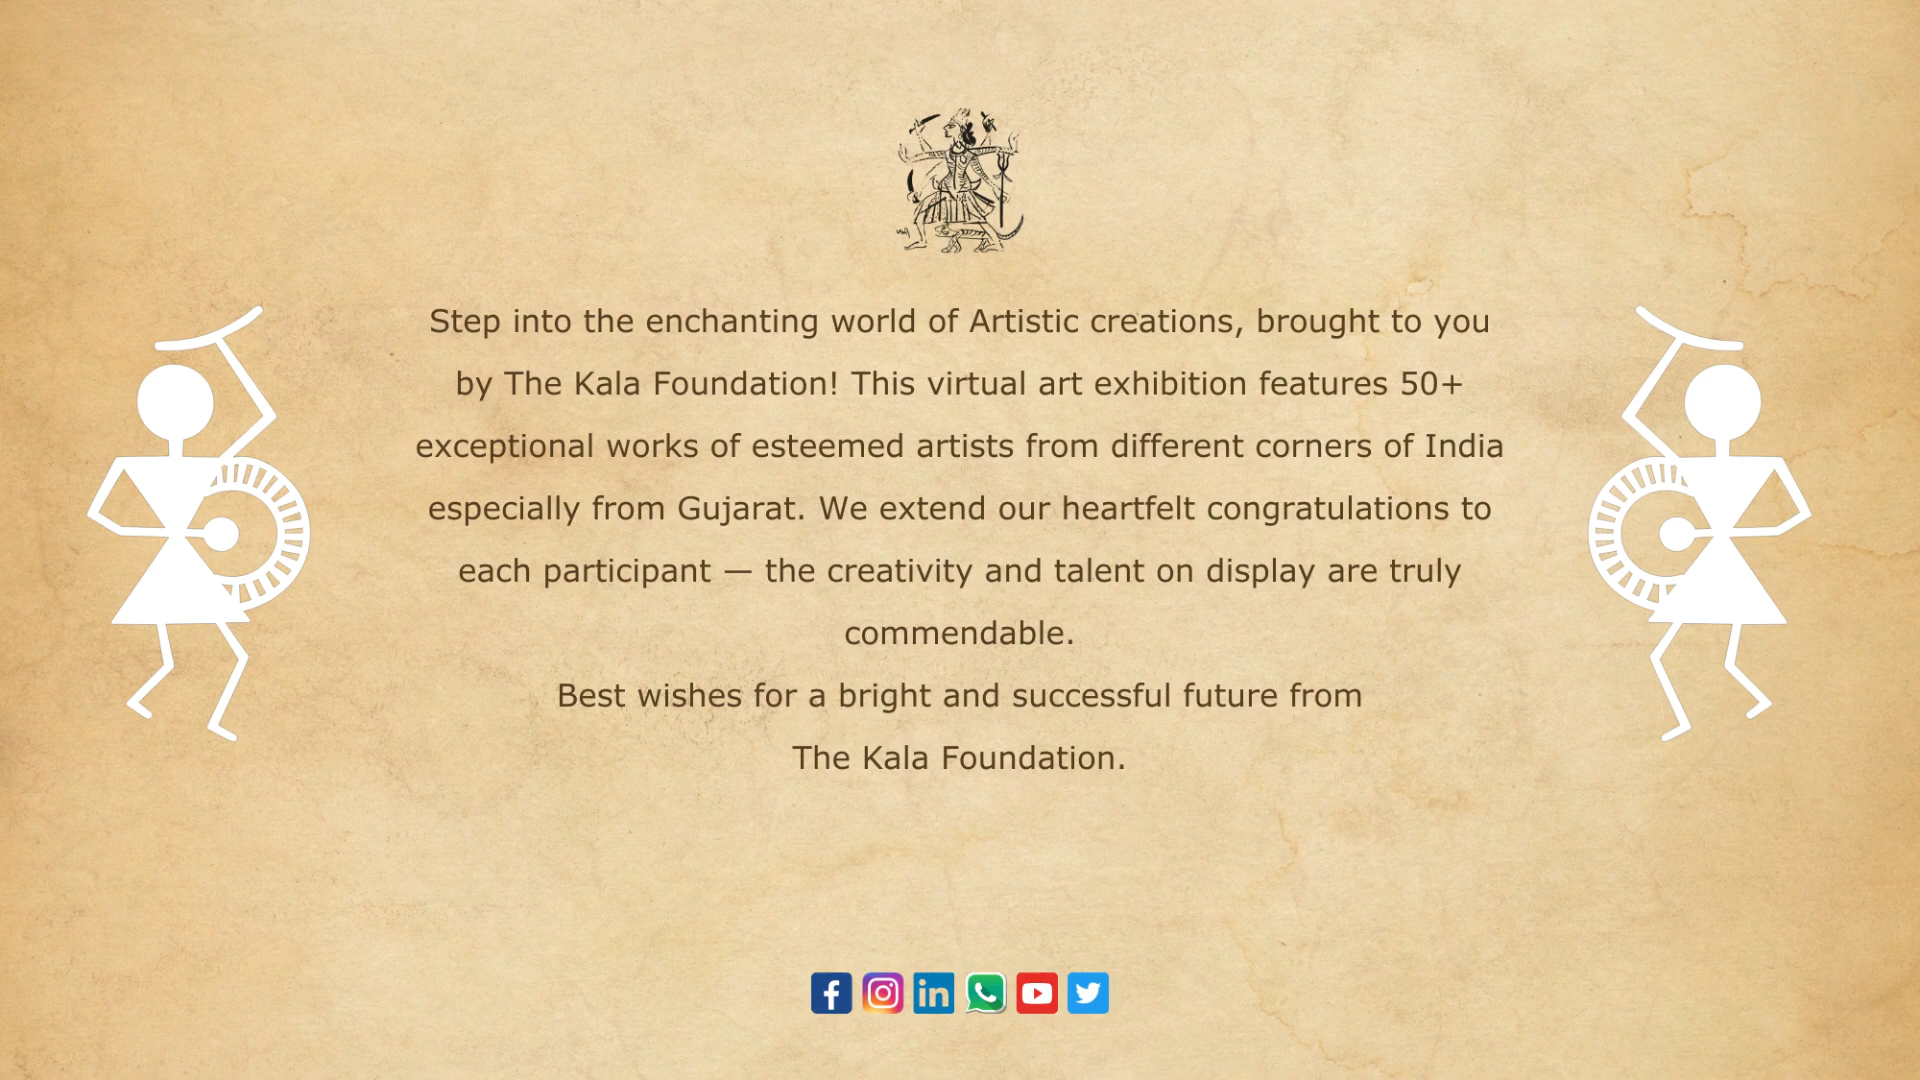 Step into the enchanting world of Artistic creations, brought to you
by The Kala Foundation! This virtual art exhibition features 50+
exceptional works of esteemed artists from different corners of India
especially from Gujarat. We extend our heartfelt congratulations to
each participant — the creativity and talent on display are truly
commendable.
Best wishes for a bright and successful future from
The Kala Foundation.